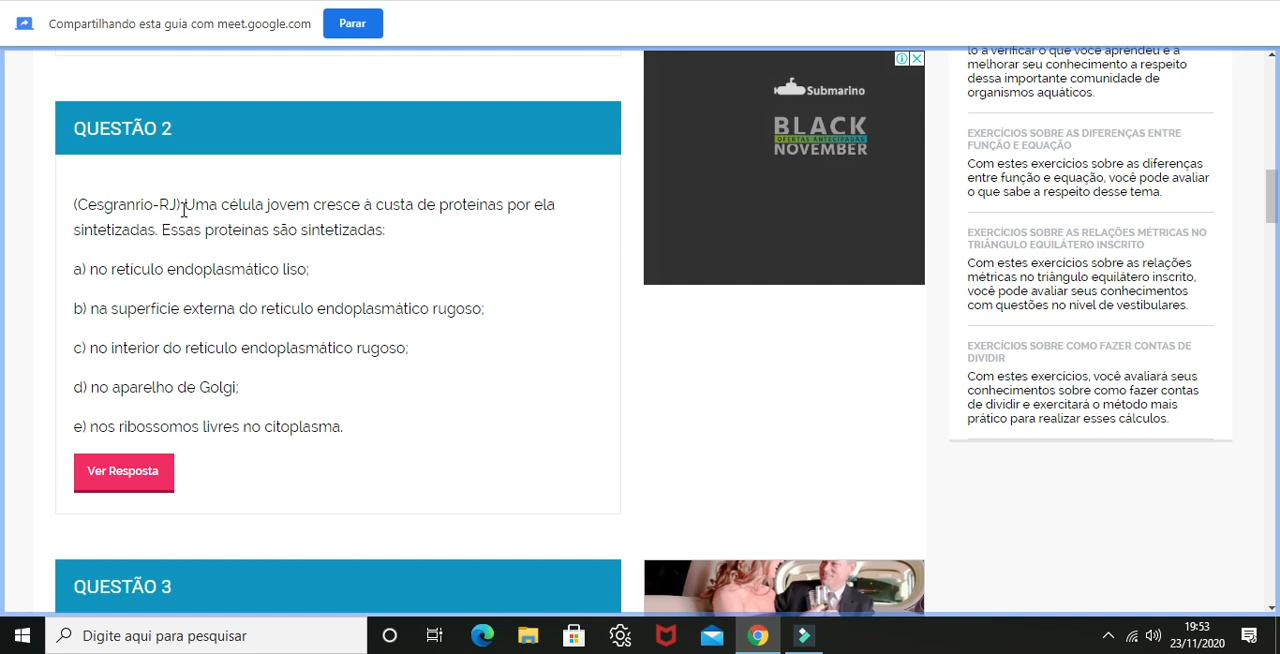 Compartilhando esta guia com meet.google.com
Parar
QUESTÃO 2
(Cesgranrio-RJ) Uma célula jovem cresce à custa de proteínas por ela
sintetizadas. Essas proteínas são sintetizadas:
a) no retículo endoplasmático liso;
b) na superfície externa do retículo endoplasmático rugoso;
c) no interior do retículo endoplasmático rugoso;
d) no aparelho de Golgi;
e) nos ribossomos livres no citoplasma.
Ver Resposta
QUESTÃO 3
Submarino
BLACK
OFERTAS ANTECIPADAS
NOVEMBER
lo a verificar o que você aprendeu e a
melhorar seu conhecimento a respeito
dessa importante comunidade de
organismos aquáticos.
EXERCÍCIOS SOBRE AS DIFERENÇAS ENTRE
FUNÇÃO E EQUAÇÃO
Com estes exercícios sobre as diferenças
entre função e equação, você pode avaliar
o que sabe a respeito desse tema.
EXERCÍCIOS SOBRE AS RELAÇÕES MÉTRICAS NO
TRIÂNGULO EQUILÁTERO INSCRITO
Com estes exercícios sobre as relações
métricas no triângulo equilátero inscrito,
você pode avaliar seus conhecimentos
com questões no nível de vestibulares.
EXERCÍCIOS SOBRE COMO FAZER CONTAS DE
DIVIDIR
Com estes exercícios, você avaliará seus
conhecimentos sobre como fazer contas
de dividir e exercitará o método mais
prático para realizar esses cálculos.
Digite aqui para pesquisar
19:53
23/11/2020